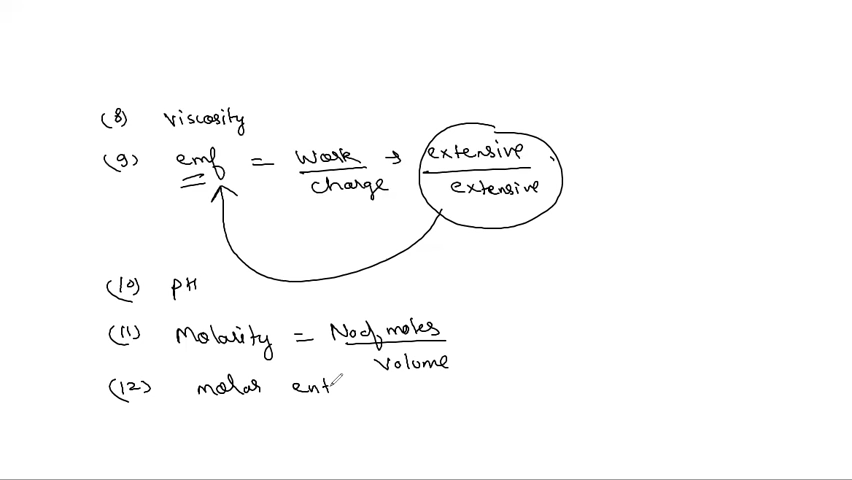 (8) Viscosity
(9) emf = Work / charge → extensive / extensive
(10) PH
(11) Molarity = No of moles / Volume
(12) molar ent